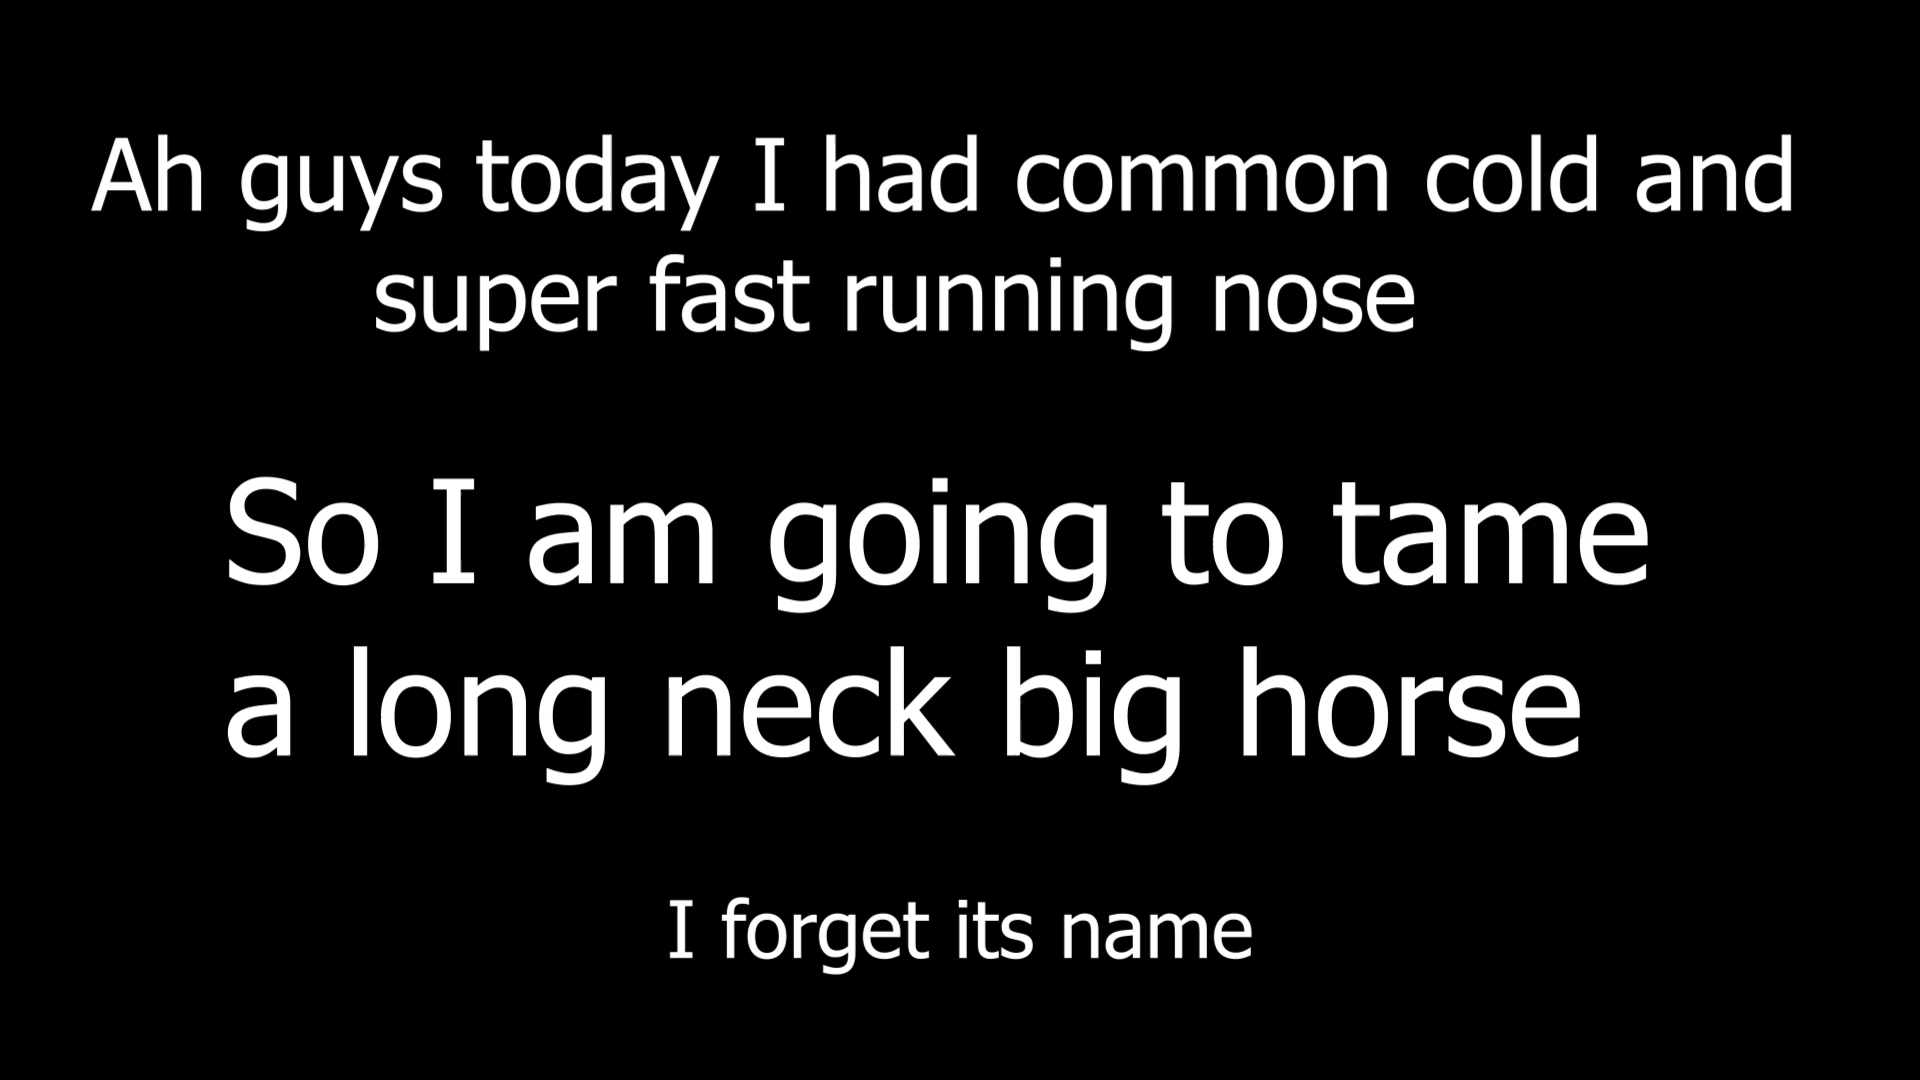 Ah guys today I had common cold and
super fast running nose
So I am going to tame
a long neck big horse
I forget its name